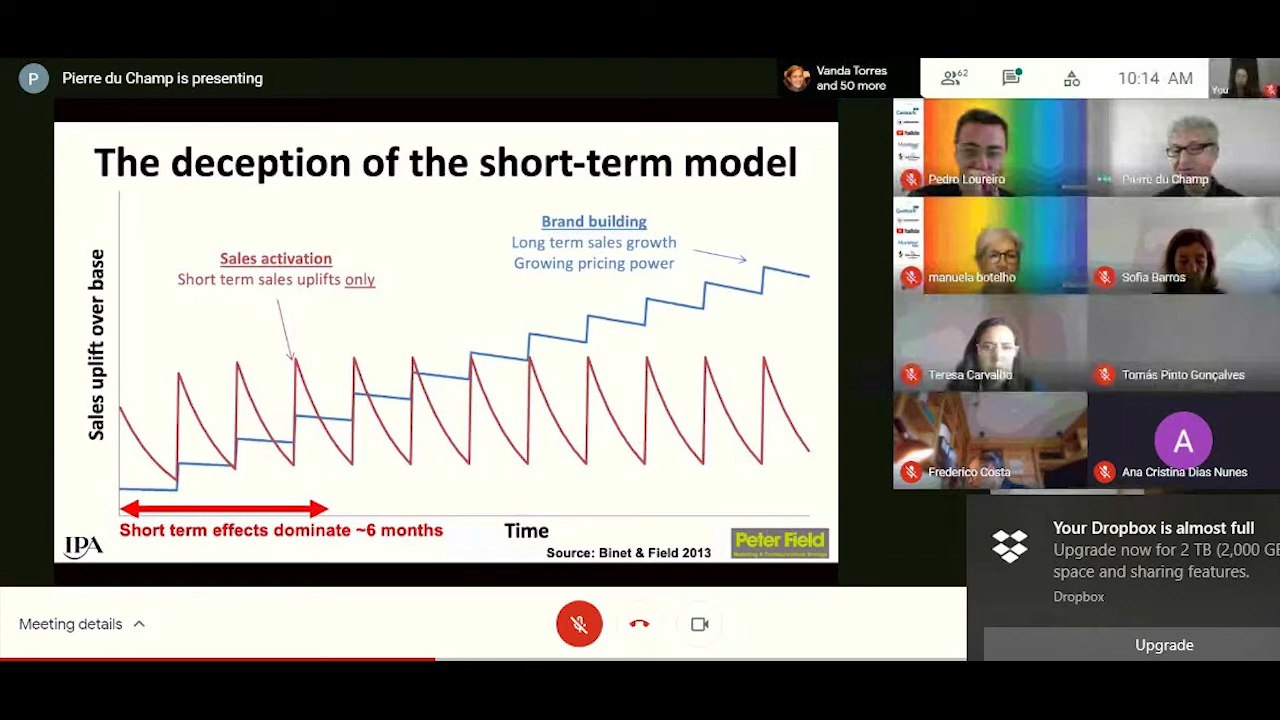 P
Pierre du Champ is presenting
Vanda Torres
and 50 more
62
10:14 AM
You
The deception of the short-term model
Sales uplift over base
Sales activation
Short term sales uplifts only
Brand building
Long term sales growth
Growing pricing power
Short term effects dominate ~6 months
Time
IPA
Source: Binet & Field 2013
Peter Field
Pedro Loureiro
Pierre du Champ
manuela botelho
Sofia Barros
Teresa Carvalho
Tomás Pinto Gonçalves
Frederico Costa
A
Ana Cristina Dias Nunes
Your Dropbox is almost full
Upgrade now for 2 TB (2,000 GE
space and sharing features.
Dropbox
Upgrade
Meeting details